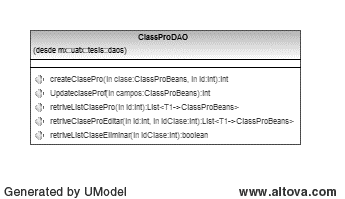 ClassProDAO
(desde mx::uatx::tesis::daos)
createClasePro(in clase:ClassProBeans, in id:int):int
UpdateclaseProf(in campos:ClassProBeans):int
retriveListClasePro(in id:int):List<T1->ClassProBeans>
retriveClaseProEditar(in id:int, in idClase:int):List<T1->ClassProBeans>
retriveListClaseEliminar(in idClase:int):boolean
Generated by UModel www.altova.com